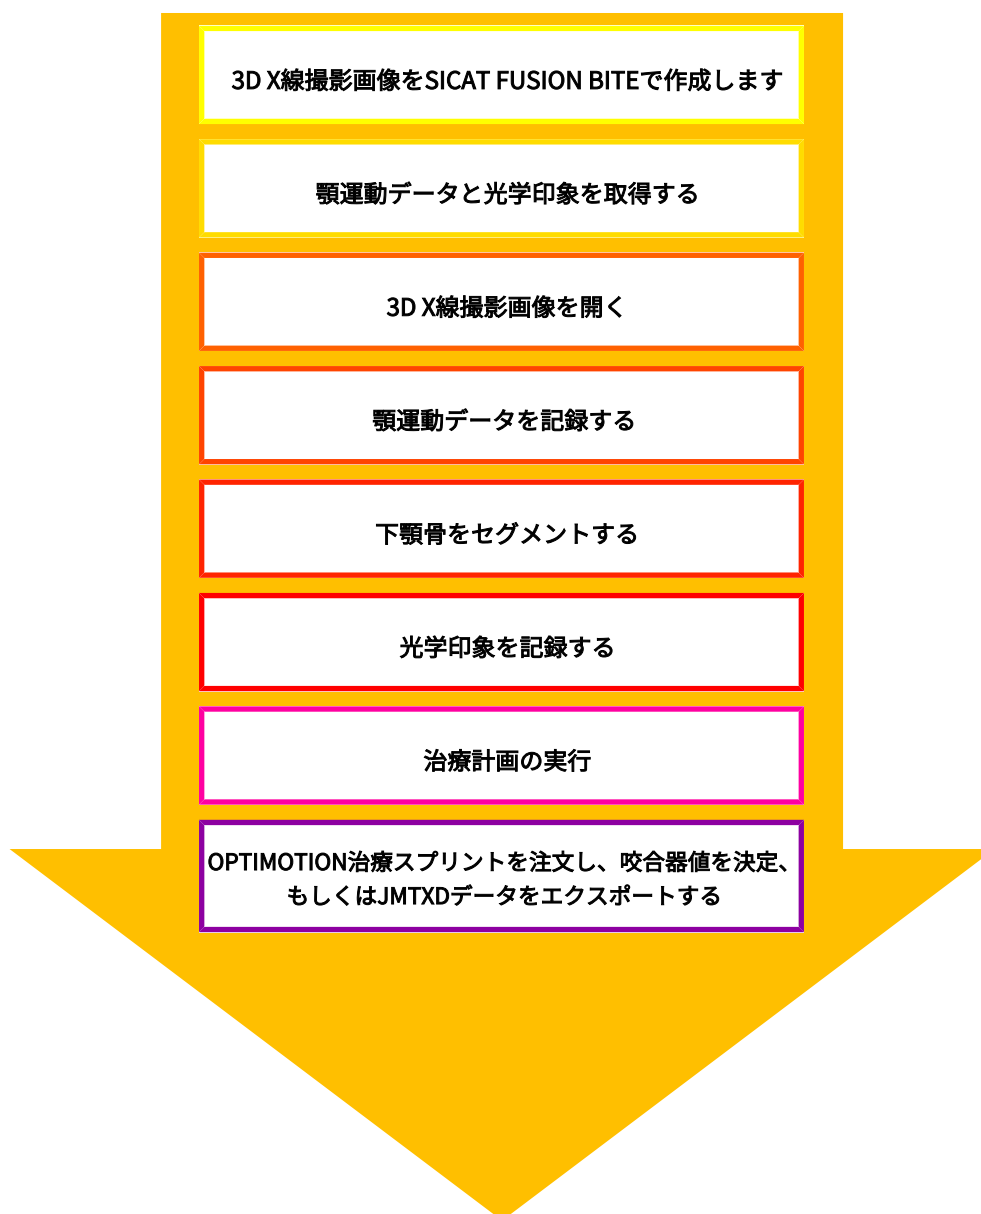 3D X線撮影画像をSICAT FUSION BITEで作成します
顎運動データと光学印象を取得する
3D X線撮影画像を開く
顎運動データを記録する
下顎骨をセグメントする
光学印象を記録する
治療計画の実行
OPTIMOTION治療スプリントを注文し、咬合器値を決定、
もしくはJMTXDデータをエクスポートする